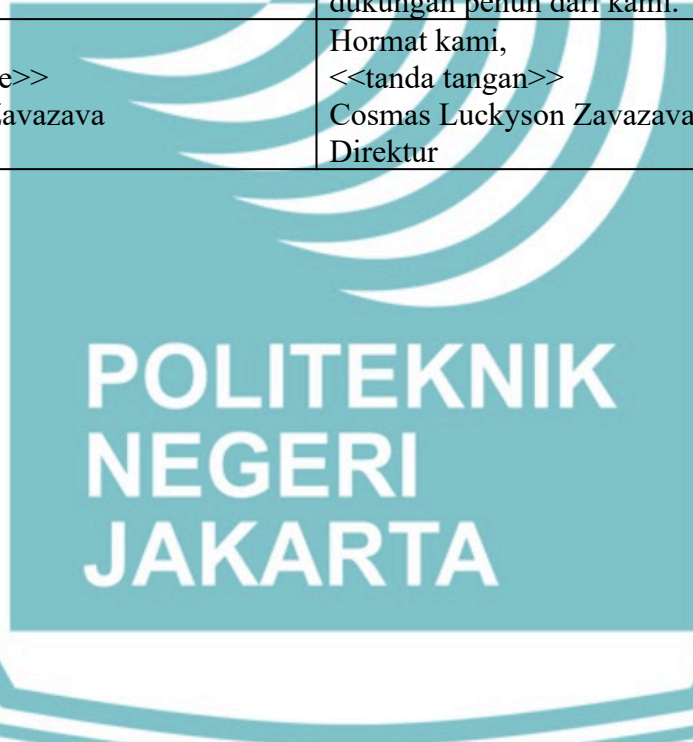 dukungan penuh dari kami.
Hormat kami,
e>> <<tanda tangan>>
Zavazava Cosmas Luckyson Zavazava
Direktur
POLITEKNIK
NEGERI
JAKARTA